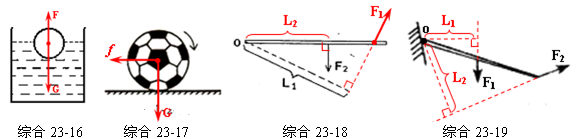 F
G
综合 23-16
f
G
综合 23-17
L₂
F₁
O
F₂
L₁
综合 23-18
O
L₁
F₁
F₂
L₂
综合 23-19